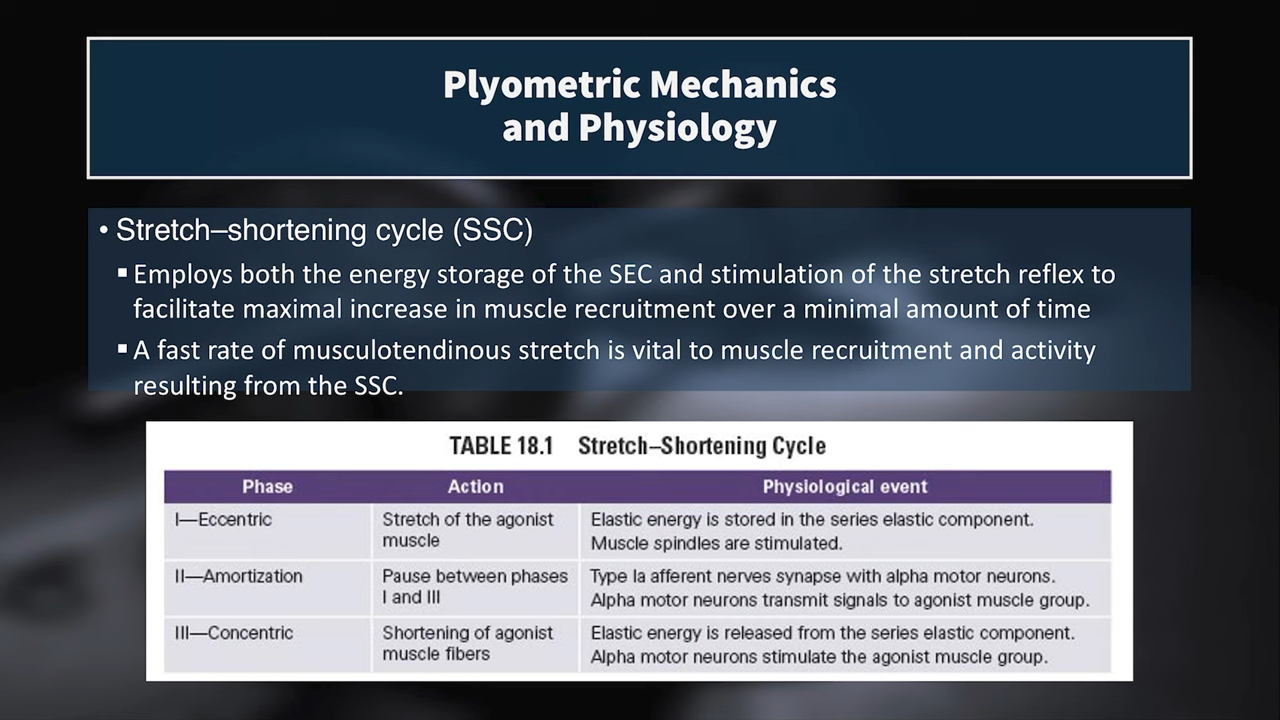 Plyometric Mechanics
and Physiology
• Stretch–shortening cycle (SSC)
▪ Employs both the energy storage of the SEC and stimulation of the stretch reflex to
facilitate maximal increase in muscle recruitment over a minimal amount of time
▪ A fast rate of musculotendinous stretch is vital to muscle recruitment and activity
resulting from the SSC.
TABLE 18.1 Stretch–Shortening Cycle
Phase Action Physiological event
I—Eccentric Stretch of the agonist Elastic energy is stored in the series elastic component.
muscle Muscle spindles are stimulated.
II—Amortization Pause between phases Type Ia afferent nerves synapse with alpha motor neurons.
I and III Alpha motor neurons transmit signals to agonist muscle group.
III—Concentric Shortening of agonist Elastic energy is released from the series elastic component.
muscle fibers Alpha motor neurons stimulate the agonist muscle group.